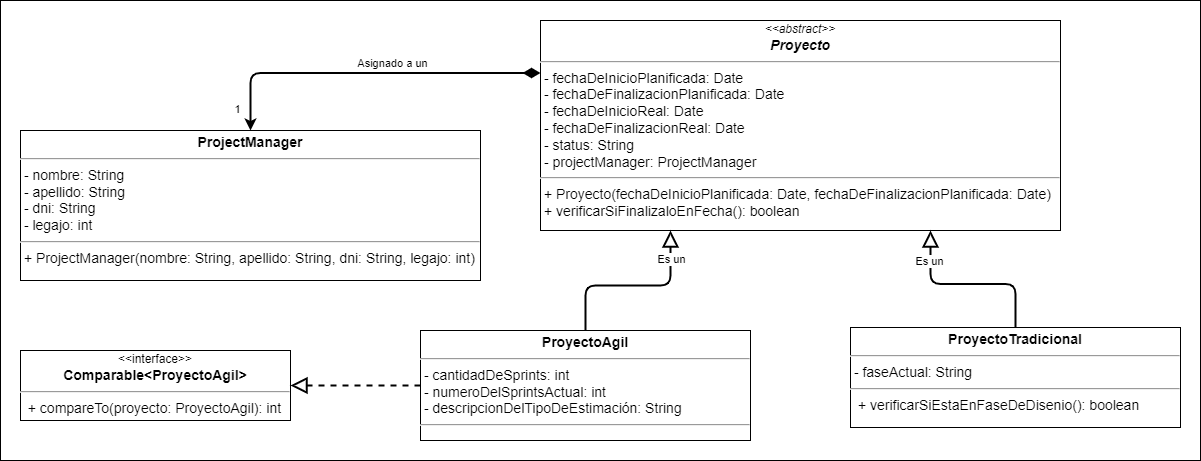 <<abstract>>
Proyecto
- fechaDeInicioPlanificada: Date
- fechaDeFinalizacionPlanificada: Date
- fechaDeInicioReal: Date
- fechaDeFinalizacionReal: Date
- status: String
- projectManager: ProjectManager
+ Proyecto(fechaDeInicioPlanificada: Date, fechaDeFinalizacionPlanificada: Date)
+ verificarSiFinalizaloEnFecha(): boolean
Asignado a un
1
ProjectManager
- nombre: String
- apellido: String
- dni: String
- legajo: int
+ ProjectManager(nombre: String, apellido: String, dni: String, legajo: int)
Es un
Es un
<<interface>>
Comparable<ProyectoAgil>
+ compareTo(proyecto: ProyectoAgil): int
ProyectoAgil
- cantidadDeSprints: int
- numeroDelSprintsActual: int
- descripcionDelTipoDeEstimación: String
ProyectoTradicional
- faseActual: String
+ verificarSiEstaEnFaseDeDisenio(): boolean